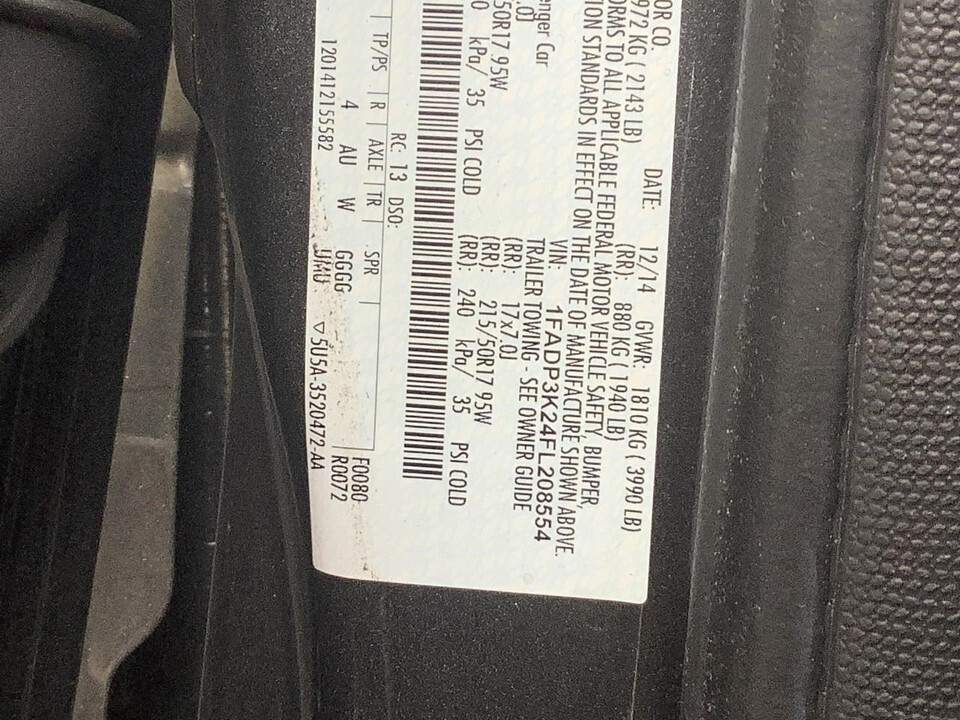 OR CO.
DATE: 12/14 GVWR: 1810 KG ( 3990 LB)
972 KG ( 2143 LB) (RR): 880 KG ( 1940 LB)
ORMS TO ALL APPLICABLE FEDERAL MOTOR VEHICLE SAFETY, BUMPER,
ION STANDARDS IN EFFECT ON THE DATE OF MANUFACTURE SHOWN ABOVE.
VIN: 1FADP3K24FL208554
enger Car TRAILER TOWING - SEE OWNER GUIDE
.0J (RR): 17x7.0J
50R17 95W (RR): 215/50R17 95W
0 kPa/ 35 PSI COLD (RR): 240 kPa/ 35 PSI COLD
RC: 13 DSO:
TP/PS R AXLE TR SPR F0080
4 AU W GGGG R0072
1201412155582 UMU ▽5U5A-3520472-AA